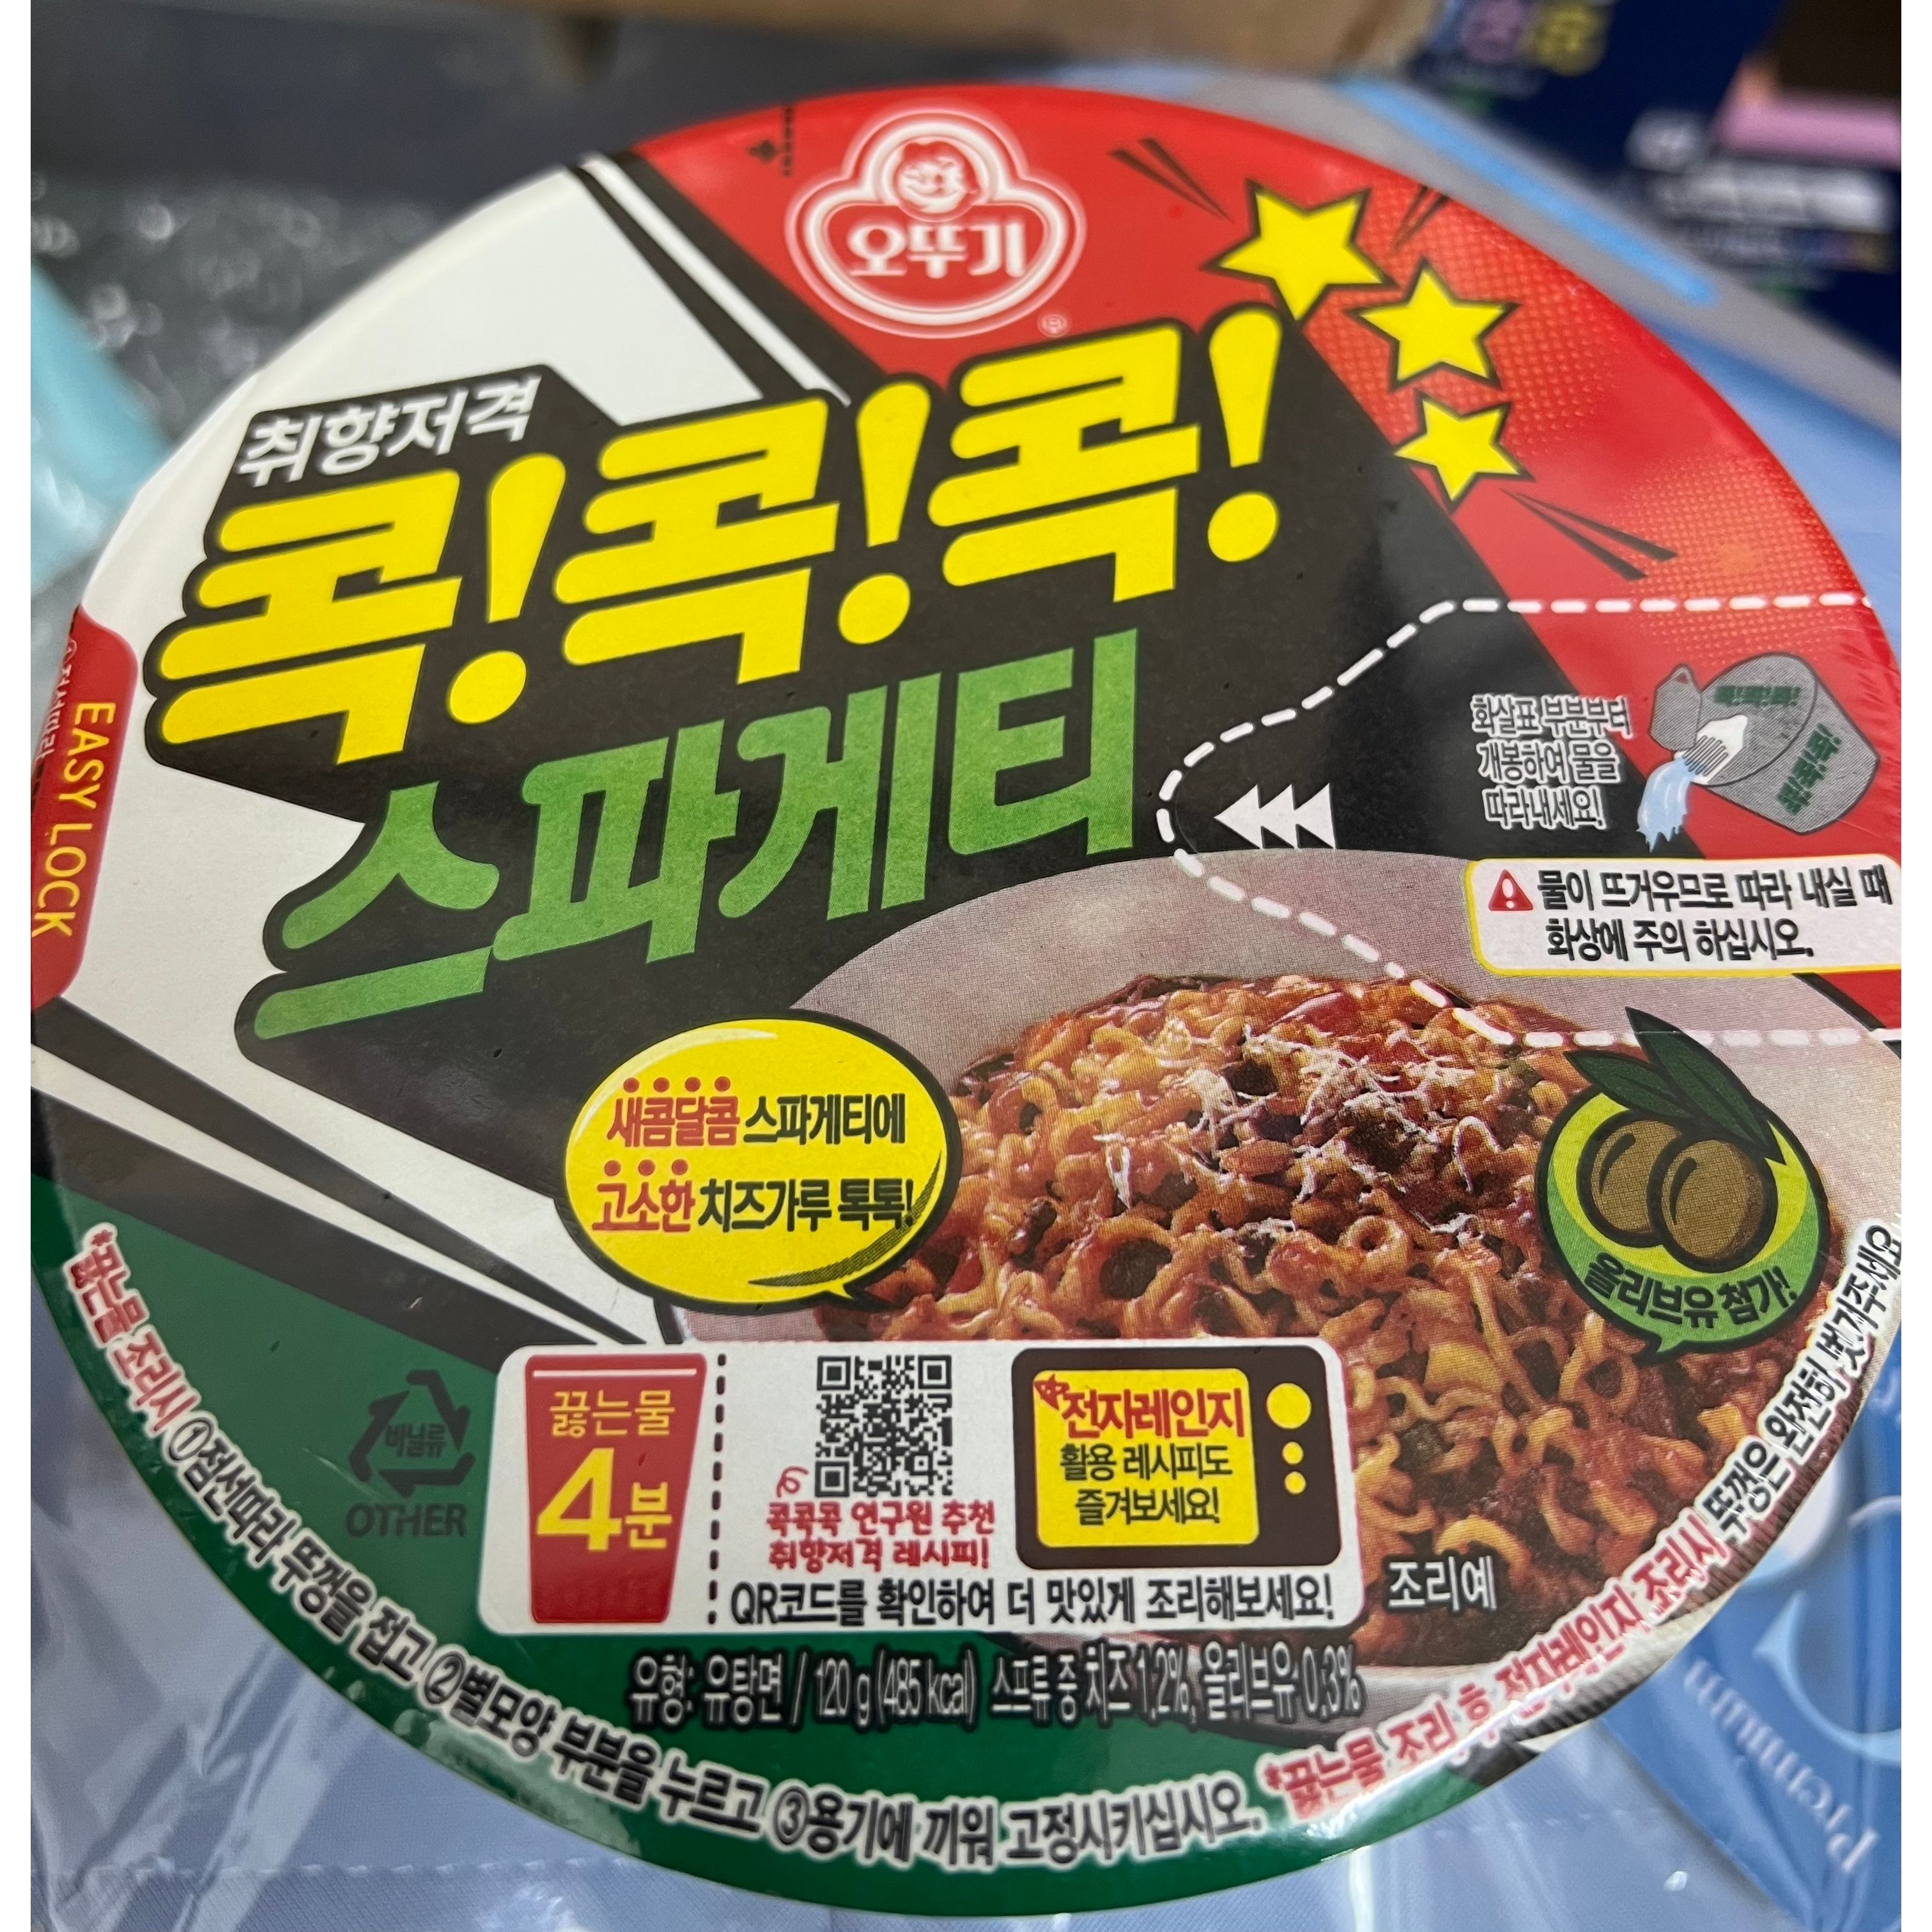 오뚜기
취향저격
콕!콕!콕!
스파게티
EASY LOCK
화살표 부분부터
개봉하여 물을
따라내세요!
물이 뜨거우므로 따라 내실 때
화상에 주의 하십시오.
새콤달콤 스파게티에
고소한 치즈가루 톡톡!
올리브유 첨가!
비닐류
OTHER
끓는물
4분
콕콕콕 연구원 추천
취향저격 레시피!
전자레인지
활용 레시피도
즐겨보세요!
QR코드를 확인하여 더 맛있게 조리해보세요!
조리예
유형: 유탕면 / 120 g (485 kcal) 스프류 중 치즈 1.2%, 올리브유 0.3%
*끓는물 조리시 ①점선따라 뚜껑을 접고 ②별모양 부분을 누르고 ③용기에 끼워 고정시키십시오.
*끓는물 조리 후 전자레인지 조리시 뚜껑은 완전히 벗겨주세요
Premium